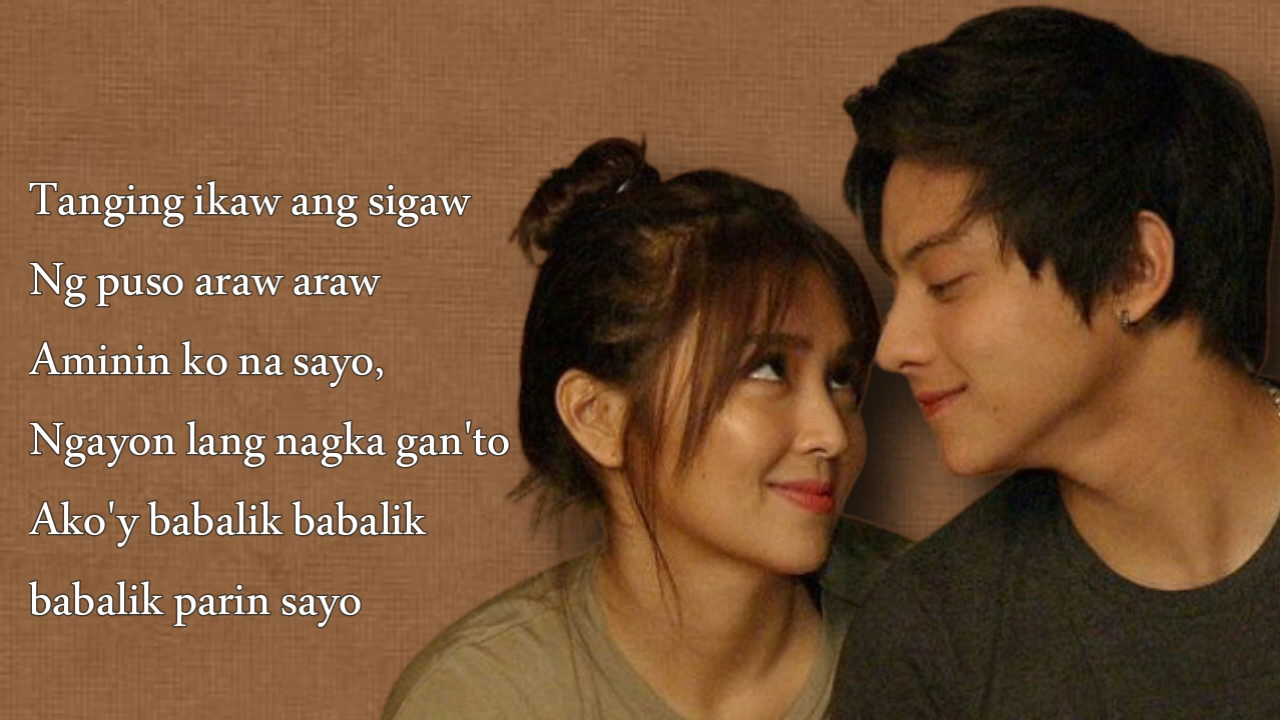 Tanging ikaw ang sigaw
Ng puso araw araw
Aminin ko na sayo,
Ngayon lang nagka gan'to
Ako'y babalik babalik
babalik parin sayo